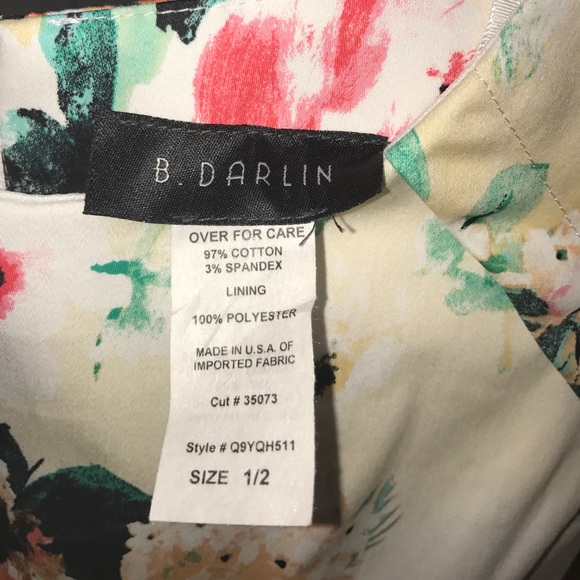 B. DARLIN
OVER FOR CARE
97% COTTON
3% SPANDEX
LINING
100% POLYESTER
MADE IN U.S.A. OF
IMPORTED FABRIC
Cut # 35073
Style # Q9YQH511
SIZE 1/2